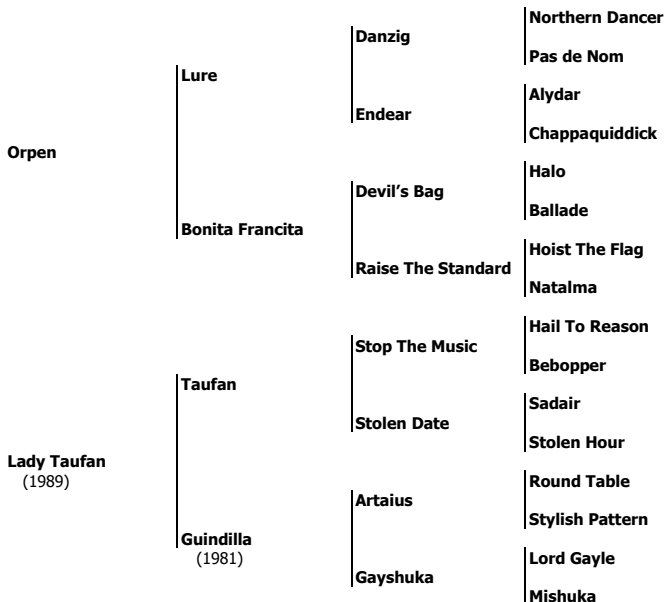 Northern Dancer
Danzig
Pas de Nom
Lure
Alydar
Endear
Chappaquiddick
Orpen
Halo
Devil's Bag
Ballade
Bonita Francita
Hoist The Flag
Raise The Standard
Natalma
Hail To Reason
Stop The Music
Bebopper
Taufan
Sadair
Stolen Date
Stolen Hour
Lady Taufan
(1989)
Round Table
Artaius
Stylish Pattern
Guindilla
(1981)
Lord Gayle
Gayshuka
Mishuka